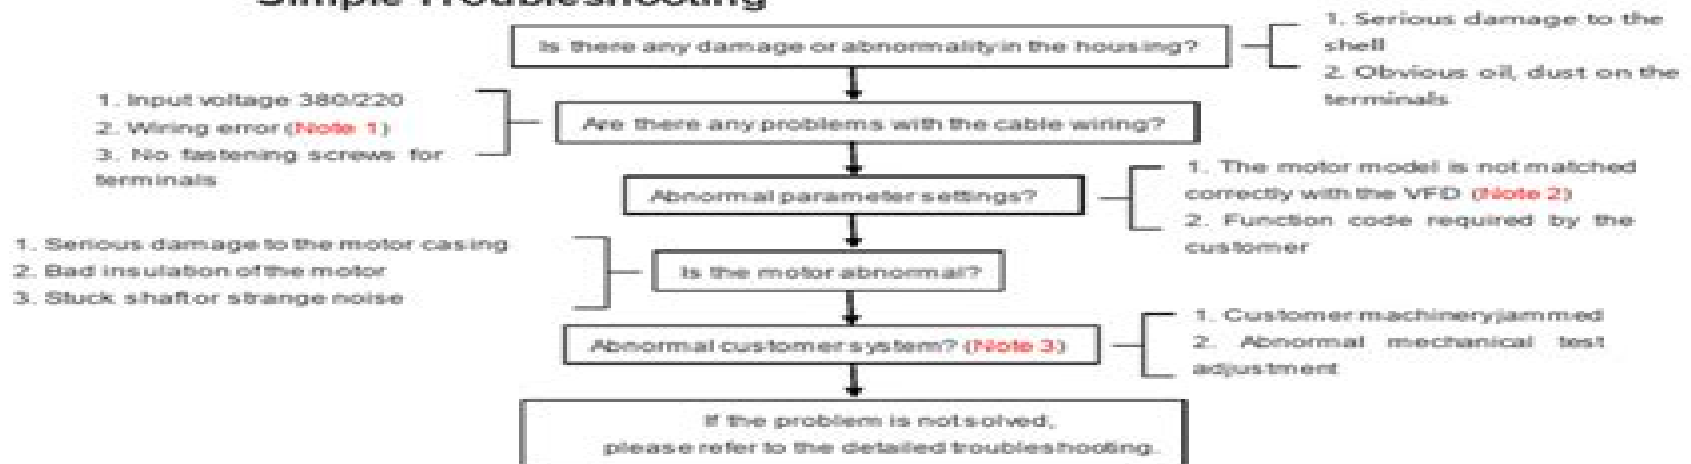 Simple Troubleshooting
Is there any damage or abnormality in the housing?
1. Serious damage to the
shell
2. Obvious oil, dust on the
terminals
Are there any problems with the cable wiring?
1. Input voltage 380/220
2. Wiring error (Note 1)
3. No fastening screws for
terminals
Abnormal parameter settings?
1. The motor model is not matched
correctly with the VFD (Note 2)
2. Function code required by the
customer
Is the motor abnormal?
1. Serious damage to the motor casing
2. Bad insulation of the motor
3. Stuck shaft or strange noise
Abnormal customer system? (Note 3)
1. Customer machinery jammed
2. Abnormal mechanical test
adjustment
If the problem is not solved,
please refer to the detailed troubleshooting.